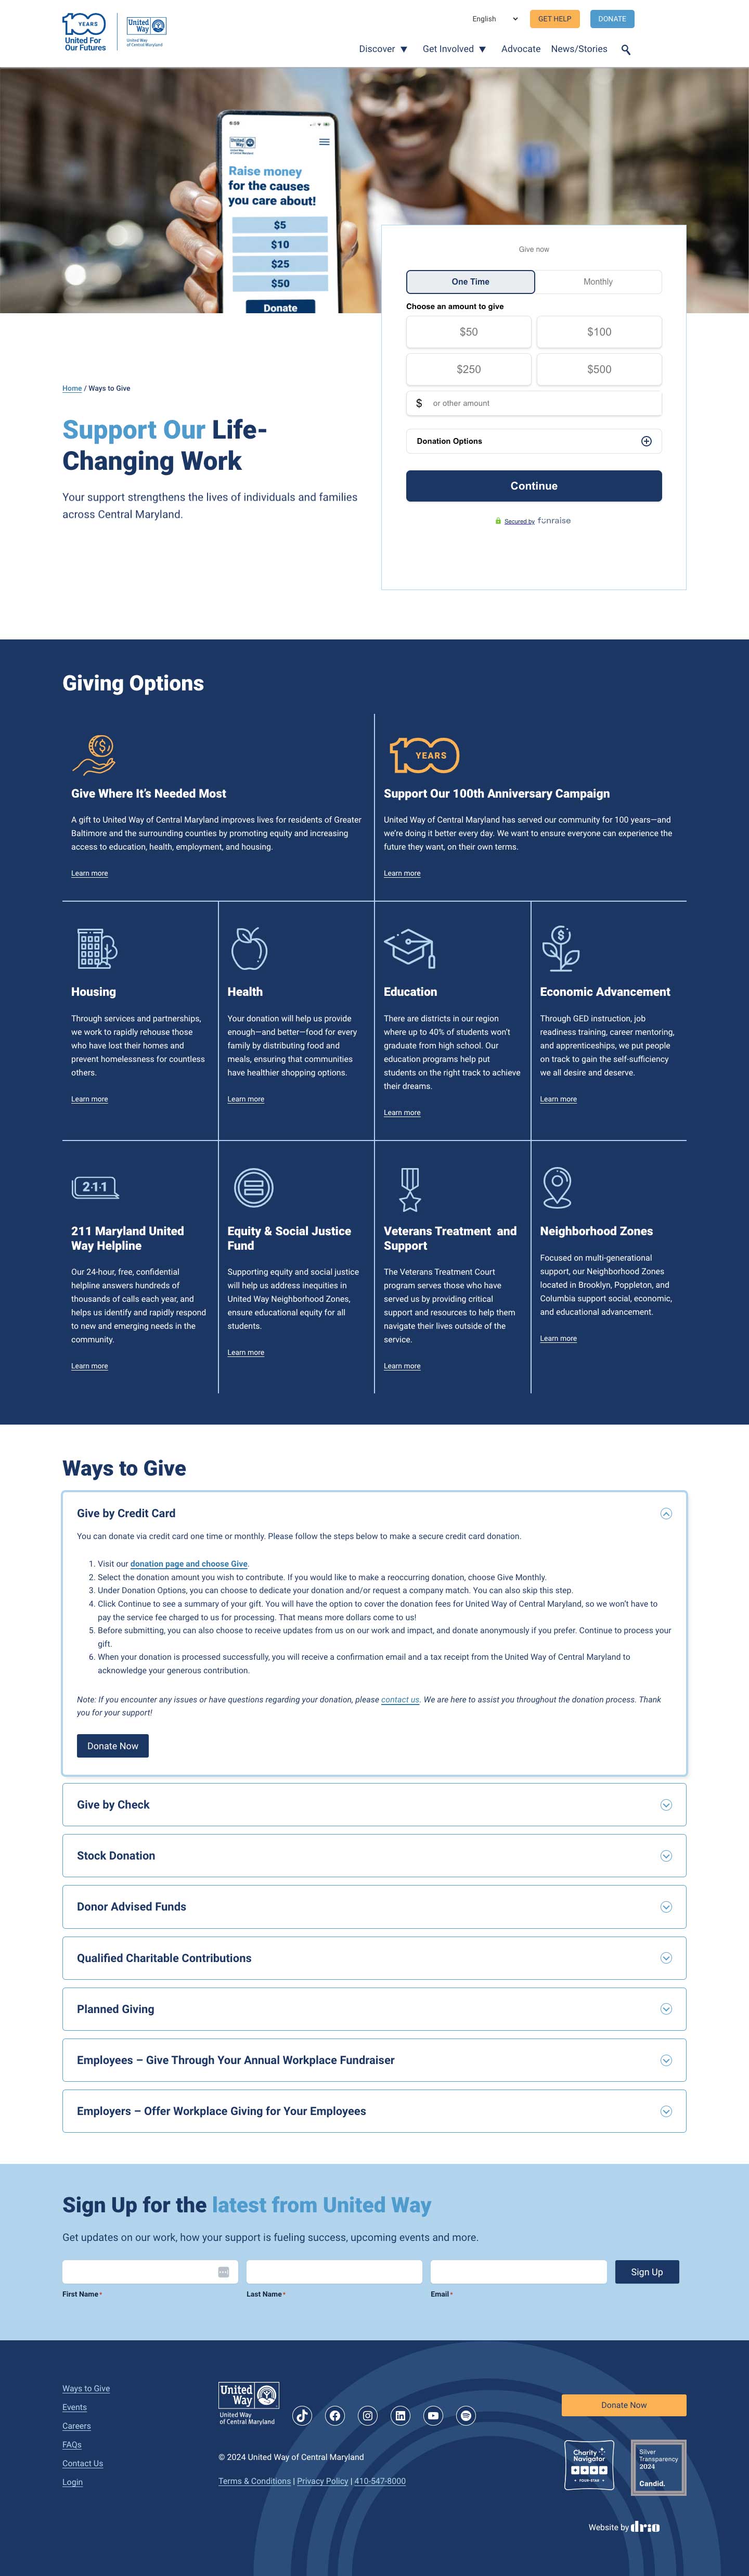 100
YEARS
United For
Our Futures
United
Way
United Way
of Central Maryland
English
GET HELP
DONATE
Discover
Get Involved
Advocate
News/Stories
Raise money
for the causes
you care about!
$5
$10
$25
$50
Donate
Give now
One Time
Monthly
Choose an amount to give
$50
$100
$250
$500
$ or other amount
Donation Options
Continue
Secured by funraise
Home / Ways to Give
Support Our Life-
Changing Work
Your support strengthens the lives of individuals and families
across Central Maryland.
Giving Options
Give Where It’s Needed Most
A gift to United Way of Central Maryland improves lives for residents of Greater
Baltimore and the surrounding counties by promoting equity and increasing
access to education, health, employment, and housing.
Learn more
100
YEARS
Support Our 100th Anniversary Campaign
United Way of Central Maryland has served our community for 100 years—and
we’re doing it better every day. We want to ensure everyone can experience the
future they want, on their own terms.
Learn more
Housing
Through services and partnerships,
we work to rapidly rehouse those
who have lost their homes and
prevent homelessness for countless
others.
Learn more
Health
Your donation will help us provide
enough—and better—food for every
family by distributing food and
meals, ensuring that communities
have healthier shopping options.
Learn more
Education
There are districts in our region
where up to 40% of students won’t
graduate from high school. Our
education programs help put
students on the right track to achieve
their dreams.
Learn more
Economic Advancement
Through GED instruction, job
readiness training, career mentoring,
and apprenticeships, we put people
on track to gain the self-sufficiency
we all desire and deserve.
Learn more
2·1·1
211 Maryland United
Way Helpline
Our 24-hour, free, confidential
helpline answers hundreds of
thousands of calls each year, and
helps us identify and rapidly respond
to new and emerging needs in the
community.
Learn more
Equity & Social Justice
Fund
Supporting equity and social justice
will help us address inequities in
United Way Neighborhood Zones,
ensure educational equity for all
students.
Learn more
Veterans Treatment and
Support
The Veterans Treatment Court
program serves those who have
served us by providing critical
support and resources to help them
navigate their lives outside of the
service.
Learn more
Neighborhood Zones
Focused on multi-generational
support, our Neighborhood Zones
located in Brooklyn, Poppleton, and
Columbia support social, economic,
and educational advancement.
Learn more
Ways to Give
Give by Credit Card
You can donate via credit card one time or monthly. Please follow the steps below to make a secure credit card donation.
1. Visit our donation page and choose Give.
2. Select the donation amount you wish to contribute. If you would like to make a reoccurring donation, choose Give Monthly.
3. Under Donation Options, you can choose to dedicate your donation and/or request a company match. You can also skip this step.
4. Click Continue to see a summary of your gift. You will have the option to cover the donation fees for United Way of Central Maryland, so we won’t have to
pay the service fee charged to us for processing. That means more dollars come to us!
5. Before submitting, you can also choose to receive updates from us on our work and impact, and donate anonymously if you prefer. Continue to process your
gift.
6. When your donation is processed successfully, you will receive a confirmation email and a tax receipt from the United Way of Central Maryland to
acknowledge your generous contribution.
Note: If you encounter any issues or have questions regarding your donation, please contact us. We are here to assist you throughout the donation process. Thank
you for your support!
Donate Now
Give by Check
Stock Donation
Donor Advised Funds
Qualified Charitable Contributions
Planned Giving
Employees – Give Through Your Annual Workplace Fundraiser
Employers – Offer Workplace Giving for Your Employees
Sign Up for the latest from United Way
Get updates on our work, how your support is fueling success, upcoming events and more.
Sign Up
First Name*
Last Name*
Email*
Ways to Give
Events
Careers
FAQs
Contact Us
Login
United
Way
United Way
of Central Maryland
© 2024 United Way of Central Maryland
Terms & Conditions | Privacy Policy | 410-547-8000
Donate Now
Charity
Navigator
FOUR-STAR
Silver
Transparency
2024
Candid.
Website by drio